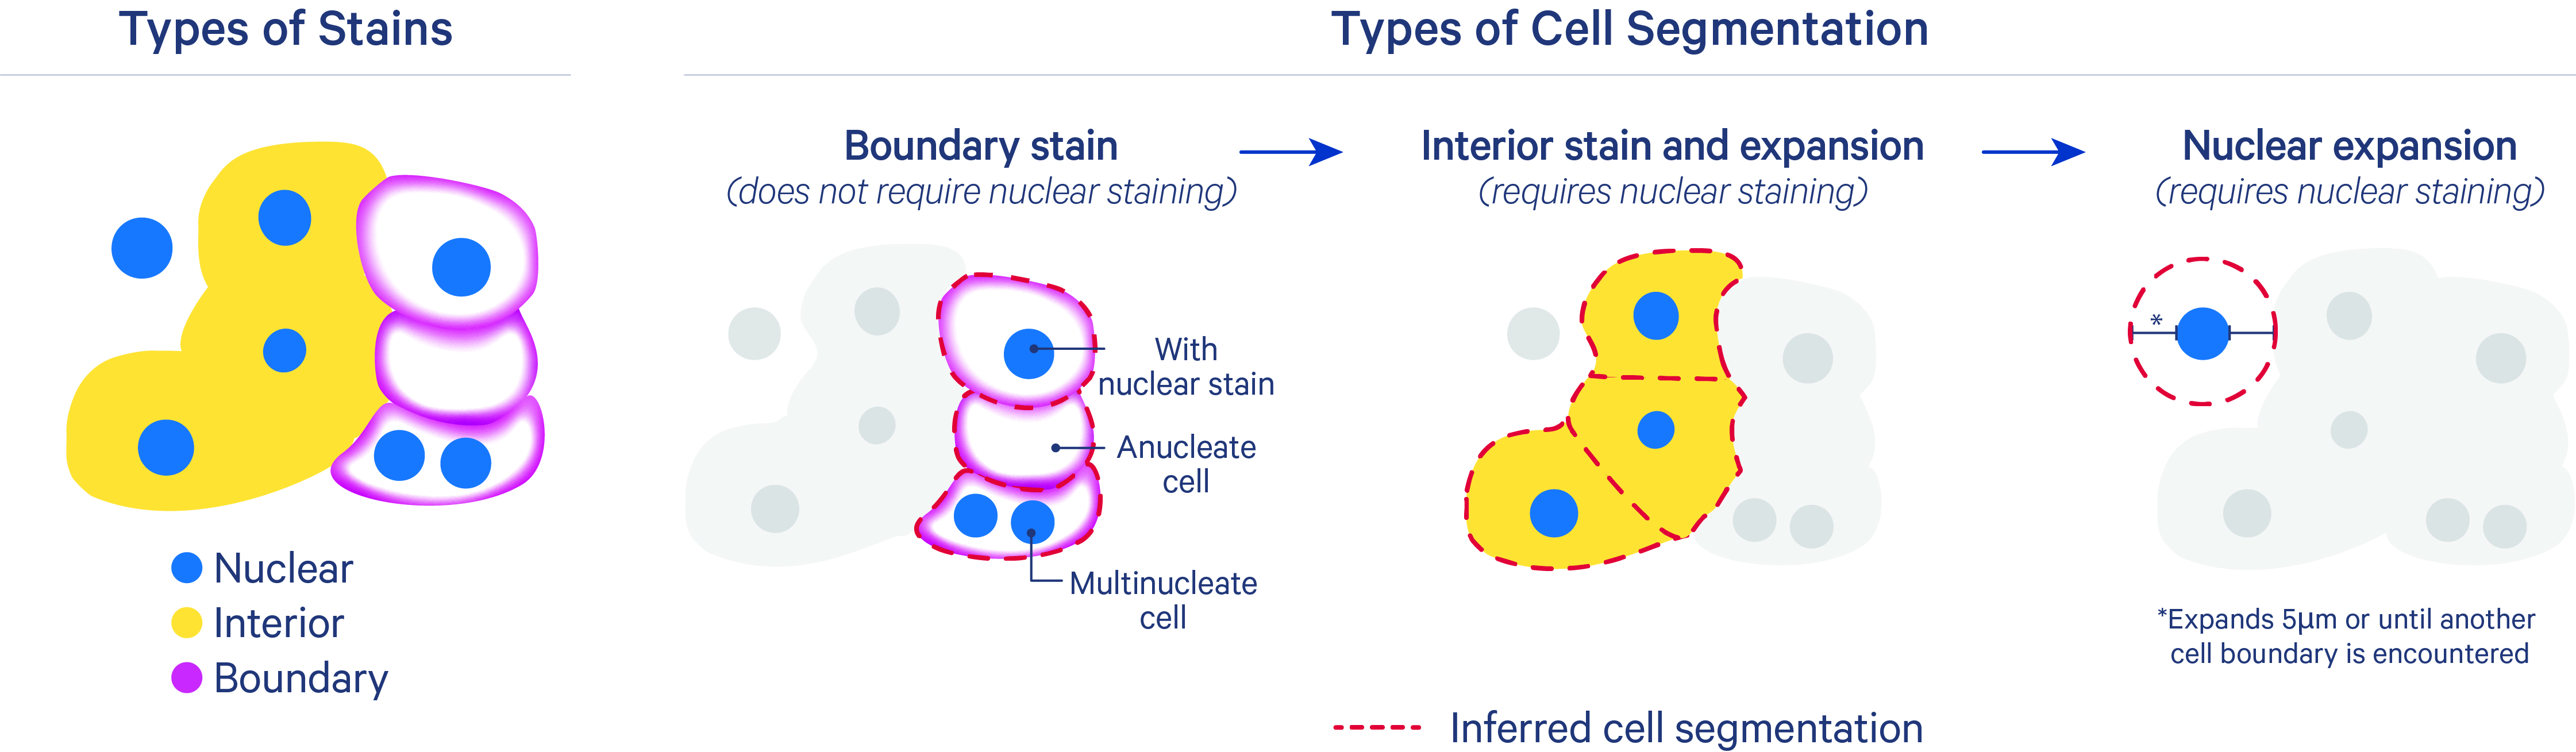 Types of Stains
Nuclear
Interior
Boundary
Types of Cell Segmentation
Boundary stain
(does not require nuclear staining)
With
nuclear stain
Anucleate
cell
Multinucleate
cell
Interior stain and expansion
(requires nuclear staining)
Nuclear expansion
(requires nuclear staining)
*
*Expands 5µm or until another
cell boundary is encountered
Inferred cell segmentation